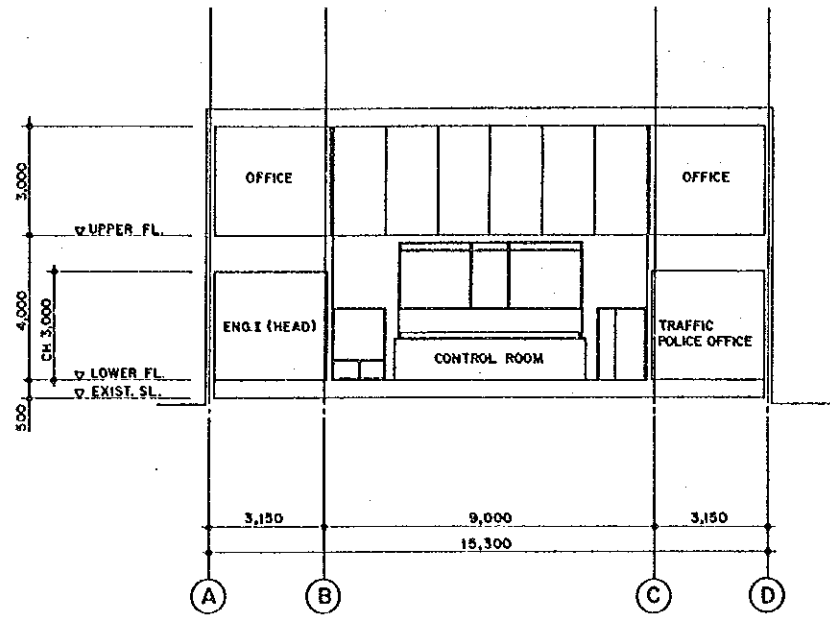 OFFICE
OFFICE
3,000
▽ UPPER FL.
4,000
CH 3,000
ENG.I (HEAD)
CONTROL ROOM
TRAFFIC
POLICE OFFICE
▽ LOWER FL.
▽ EXIST. SL.
500
3,150
9,000
3,150
15,300
A
B
C
D